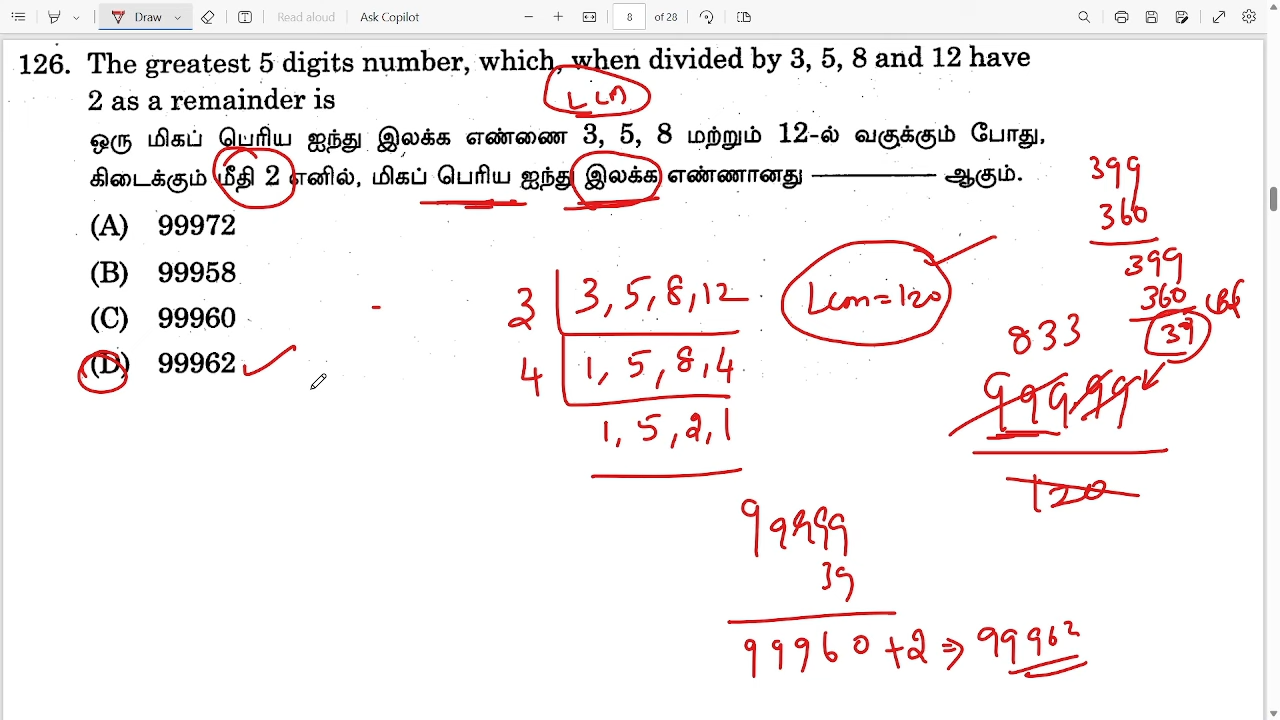 Draw
Read aloud
Ask Copilot
8
of 28
126. The greatest 5 digits number, which, when divided by 3, 5, 8 and 12 have
2 as a remainder is
LCM
ஒரு மிகப் பெரிய ஐந்து இலக்க எண்ணை 3, 5, 8 மற்றும் 12-ல் வகுக்கும் போது,
கிடைக்கும் மீதி 2 எனில், மிகப் பெரிய ஐந்து இலக்க எண்ணானது ———— ஆகும்.
(A) 99972
(B) 99958
(C) 99960
(D) 99962
3 3, 5, 8, 12
4 1, 5, 8, 4
1, 5, 2, 1
Lcm = 120
399
360
399
360
39
833
99999
120
99999
39
99960 + 2 ⇒ 99962